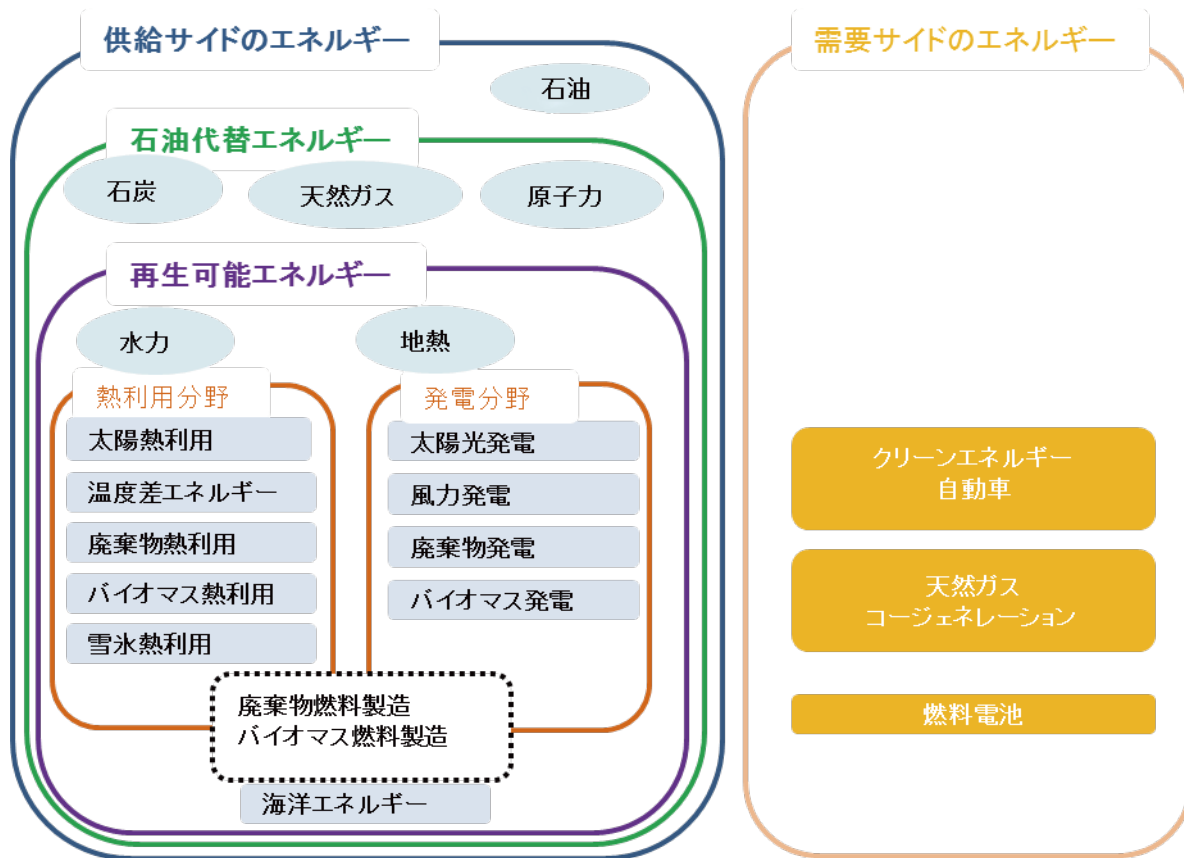 供給サイドのエネルギー
石油
石油代替エネルギー
石炭
天然ガス
原子力
再生可能エネルギー
水力
地熱
熱利用分野
太陽熱利用
温度差エネルギー
廃棄物熱利用
バイオマス熱利用
雪氷熱利用
発電分野
太陽光発電
風力発電
廃棄物発電
バイオマス発電
廃棄物燃料製造
バイオマス燃料製造
海洋エネルギー
需要サイドのエネルギー
クリーンエネルギー
自動車
天然ガス
コージェネレーション
燃料電池